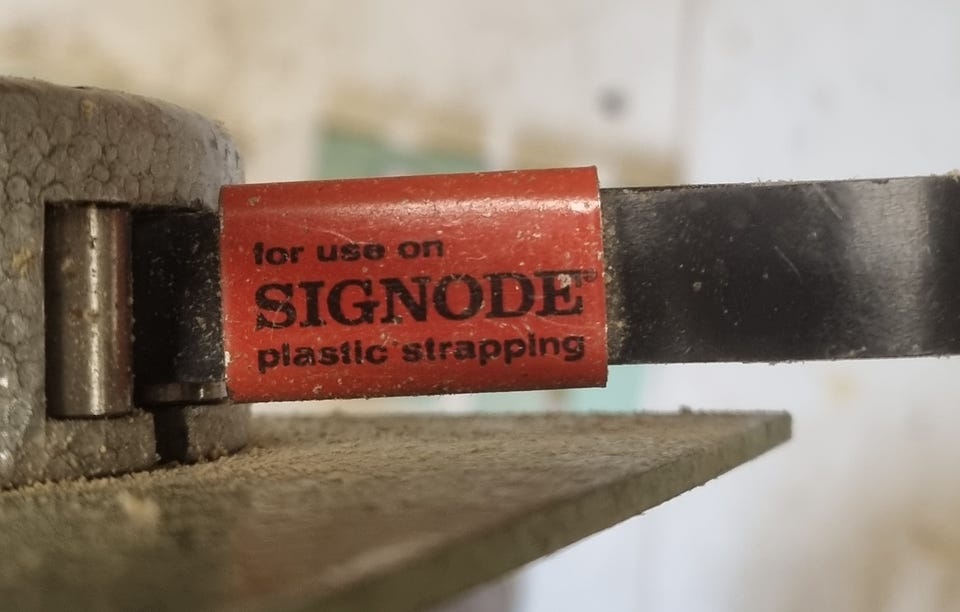 for use on
SIGNODE®
plastic strapping